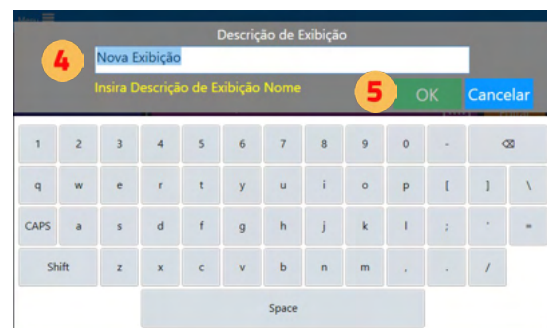 Menu
Descrição de Exibição
4
Nova Exibição
Insira Descrição de Exibição Nome
5
OK Cancelar
1 2 3 4 5 6 7 8 9 0 -
q w e r t y u i o p [ ] \
CAPS a s d f g h j k l ; ' =
Shift z x c v b n m , . /
Space